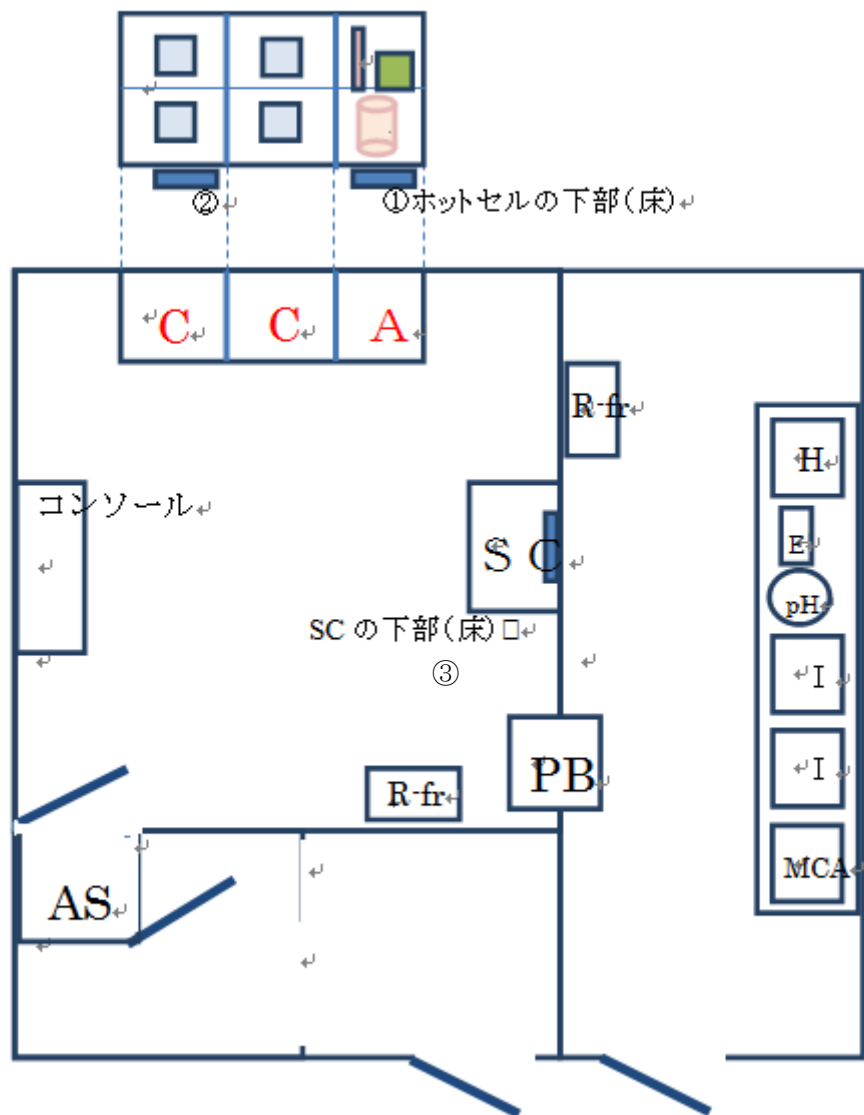 ②
①ホットセルの下部(床)
C
C
A
R-fr
H
コンソール
E
S C
pH
SCの下部(床)□
③
I
I
PB
R-fr
MCA
AS